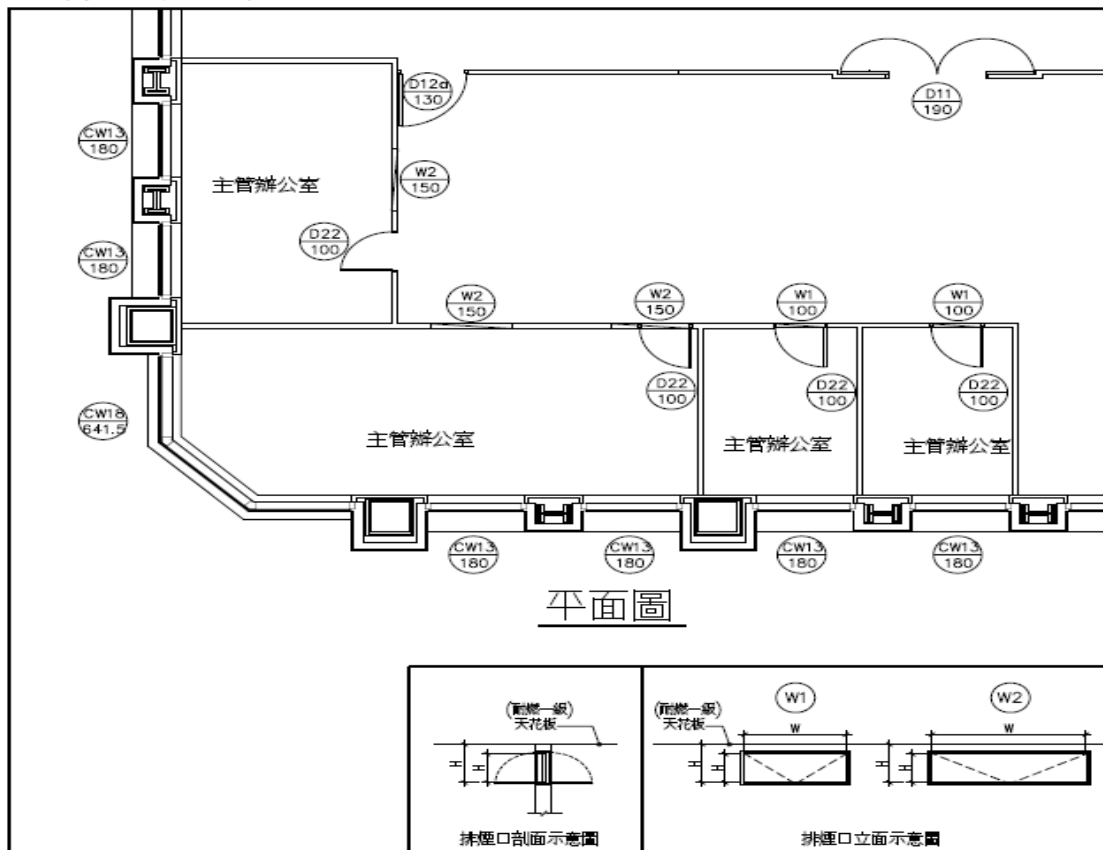 D12a
130
D11
190
CW13
180
W2
150
主管辦公室
D22
100
CW13
180
W2
150
W2
150
W1
100
W1
100
D22
100
D22
100
D22
100
CW18
641.5
主管辦公室
主管辦公室
主管辦公室
CW13
180
CW13
180
CW13
180
CW13
180
平面圖
(耐燃一級)
天花板
H
H
排煙口剖面示意圖
(耐燃一級)
天花板
W1
W
H
H
W2
W
H
H
排煙口立面示意圖